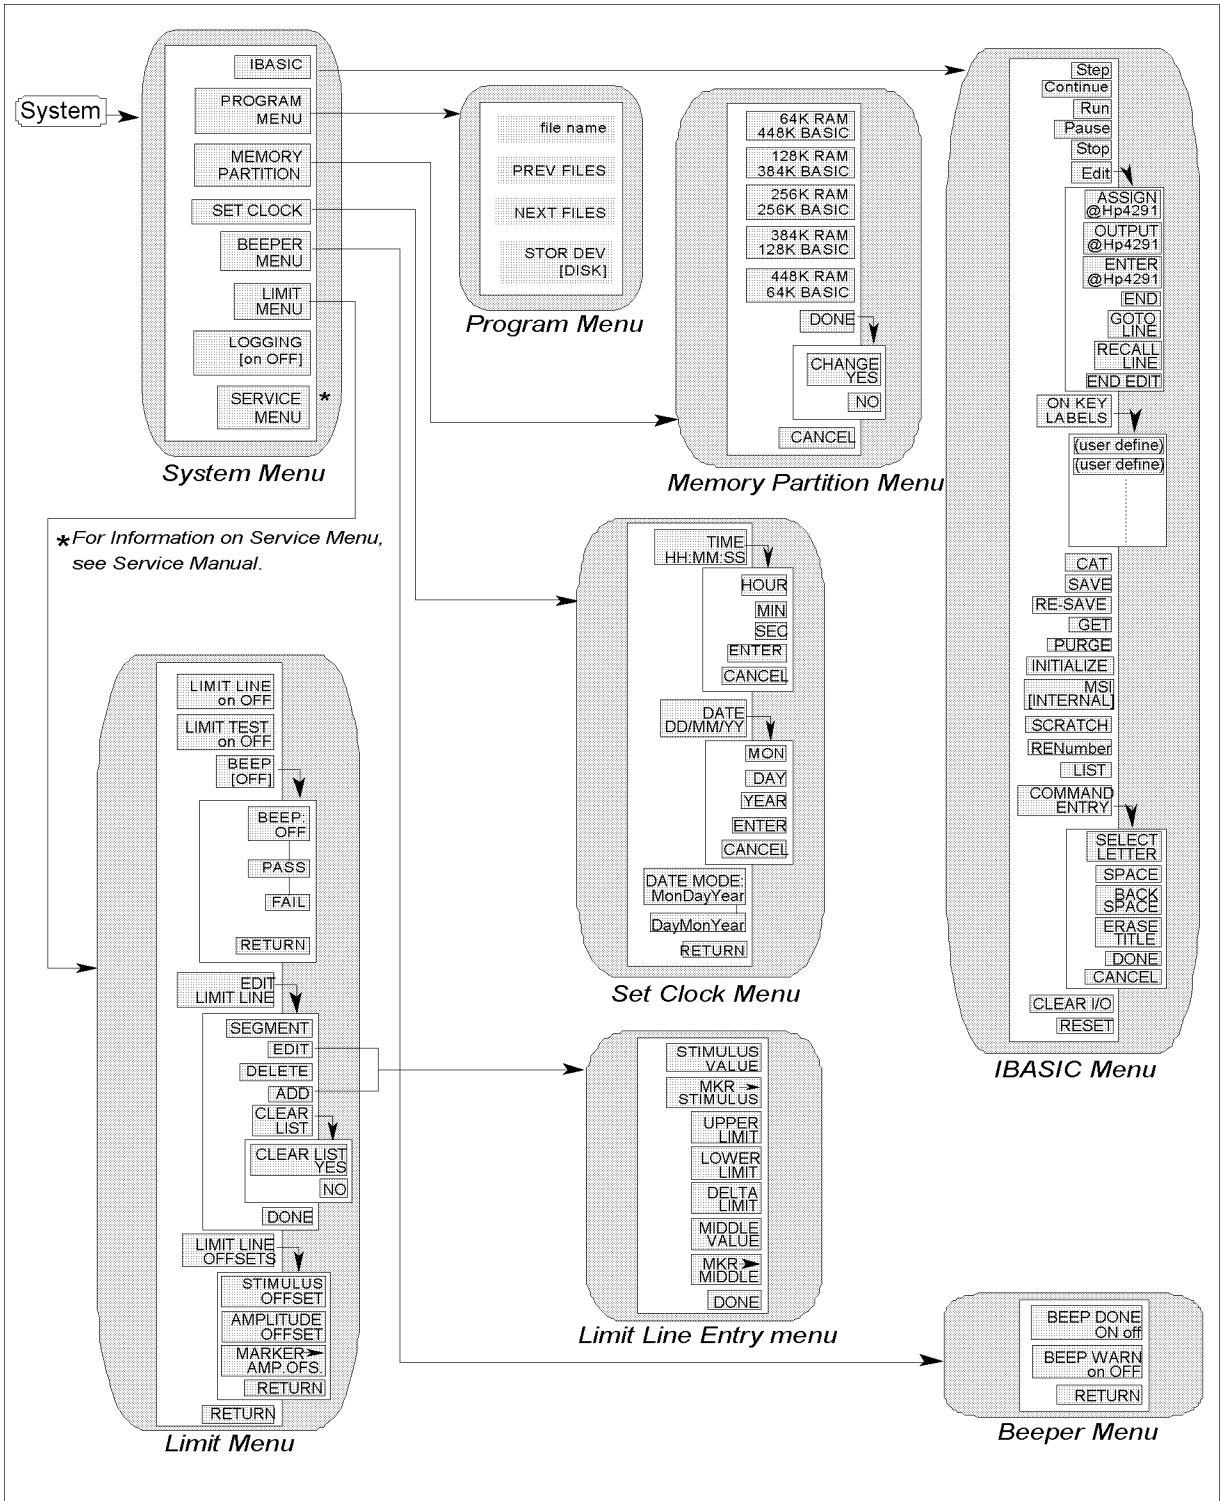 System
IBASIC
PROGRAM
MENU
MEMORY
PARTITION
SET CLOCK
BEEPER
MENU
LIMIT
MENU
LOGGING
[on OFF]
SERVICE
MENU
*
System Menu
file name
PREV FILES
NEXT FILES
STOR DEV
[DISK]
Program Menu
64K RAM
448K BASIC
128K RAM
384K BASIC
256K RAM
256K BASIC
384K RAM
128K BASIC
448K RAM
64K BASIC
DONE
CHANGE
YES
NO
CANCEL
Memory Partition Menu
Step
Continue
Run
Pause
Stop
Edit
ASSIGN
@Hp4291
OUTPUT
@Hp4291
ENTER
@Hp4291
END
GOTO
LINE
RECALL
LINE
END EDIT
ON KEY
LABELS
(user define)
(user define)
CAT
SAVE
RE-SAVE
GET
PURGE
INITIALIZE
MSI
[INTERNAL]
SCRATCH
RENumber
LIST
COMMAND
ENTRY
SELECT
LETTER
SPACE
BACK
SPACE
ERASE
TITLE
DONE
CANCEL
CLEAR I/O
RESET
IBASIC Menu
*For Information on Service Menu,
see Service Manual.
TIME
HH:MM:SS
HOUR
MIN
SEC
ENTER
CANCEL
DATE
DD/MM/YY
MON
DAY
YEAR
ENTER
CANCEL
DATE MODE:
MonDayYear
DayMonYear
RETURN
Set Clock Menu
LIMIT LINE
on OFF
LIMIT TEST
on OFF
BEEP
[OFF]
BEEP:
OFF
PASS
FAIL
RETURN
EDIT
LIMIT LINE
SEGMENT
EDIT
DELETE
ADD
CLEAR
LIST
CLEAR LIST
YES
NO
DONE
LIMIT LINE
OFFSETS
STIMULUS
OFFSET
AMPLITUDE
OFFSET
MARKER➤
AMP.OFS.
RETURN
RETURN
Limit Menu
STIMULUS
VALUE
MKR ➤
STIMULUS
UPPER
LIMIT
LOWER
LIMIT
DELTA
LIMIT
MIDDLE
VALUE
MKR➤
MIDDLE
DONE
Limit Line Entry menu
BEEP DONE
ON off
BEEP WARN
on OFF
RETURN
Beeper Menu